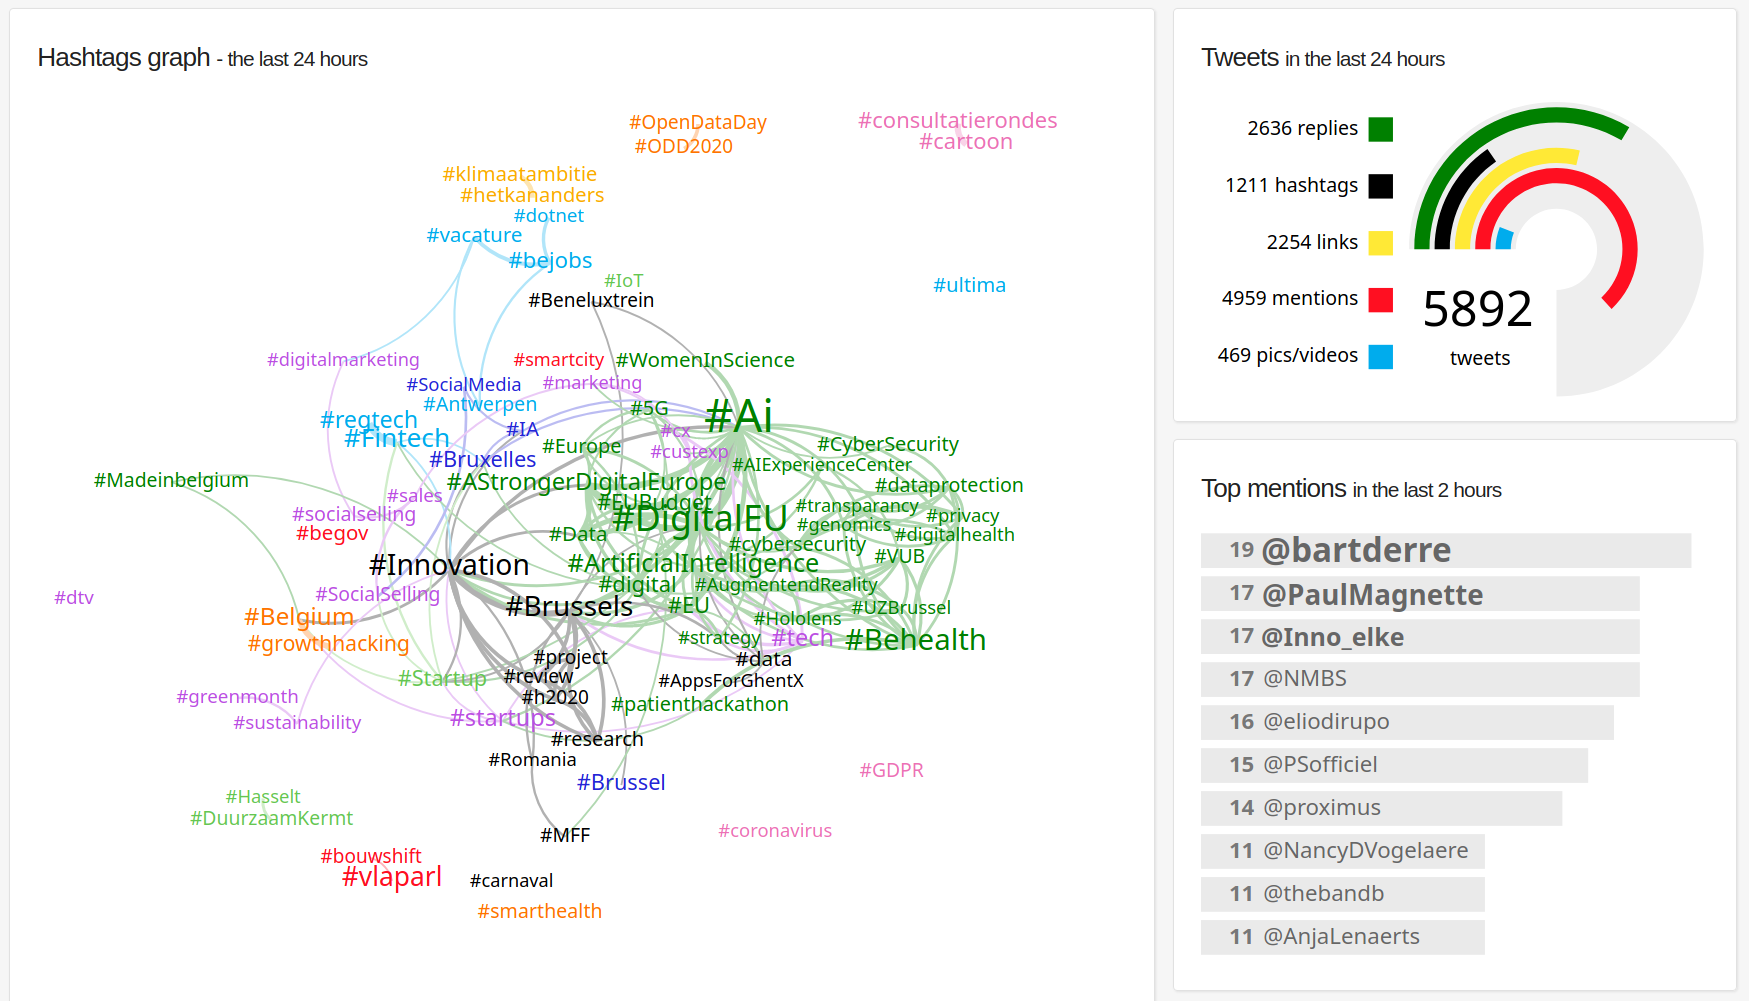 Hashtags graph - the last 24 hours
#OpenDataDay
#ODD2020
#consultatierondes
#cartoon
#klimaatambitie
#hetkananders
#dotnet
#vacature
#bejobs
#IoT
#Beneluxtrein
#ultima
#digitalmarketing
#smartcity
#WomenInScience
#SocialMedia
#marketing
#Antwerpen
#5G
#Ai
#regtech
#Fintech
#IA
#cx
#Europe
#custexp
#CyberSecurity
#Bruxelles
#AIExperienceCenter
#Madeinbelgium
#AStrongerDigitalEurope
#dataprotection
#sales
#EUBudget
#transparancy
#socialselling
#DigitalEU
#privacy
#genomics
#begov
#Data
#digitalhealth
#cybersecurity
#VUB
#Innovation
#ArtificialIntelligence
#digital
#AugmentendReality
#dtv
#SocialSelling
#Brussels
#EU
#UZBrussel
#Belgium
#Hololens
#growthhacking
#strategy
#tech
#Behealth
#project
#data
#Startup
#review
#AppsForGhentX
#greenmonth
#h2020
#patienthackathon
#sustainability
#startups
#research
#Romania
#GDPR
#Brussel
#Hasselt
#DuurzaamKermt
#MFF
#coronavirus
#bouwshift
#vlaparl
#carnaval
#smarthealth
Tweets in the last 24 hours
2636 replies
1211 hashtags
2254 links
4959 mentions
469 pics/videos
5892
tweets
Top mentions in the last 2 hours
19 @bartderre
17 @PaulMagnette
17 @Inno_elke
17 @NMBS
16 @eliodirupo
15 @PSofficiel
14 @proximus
11 @NancyDVogelaere
11 @thebandb
11 @AnjaLenaerts